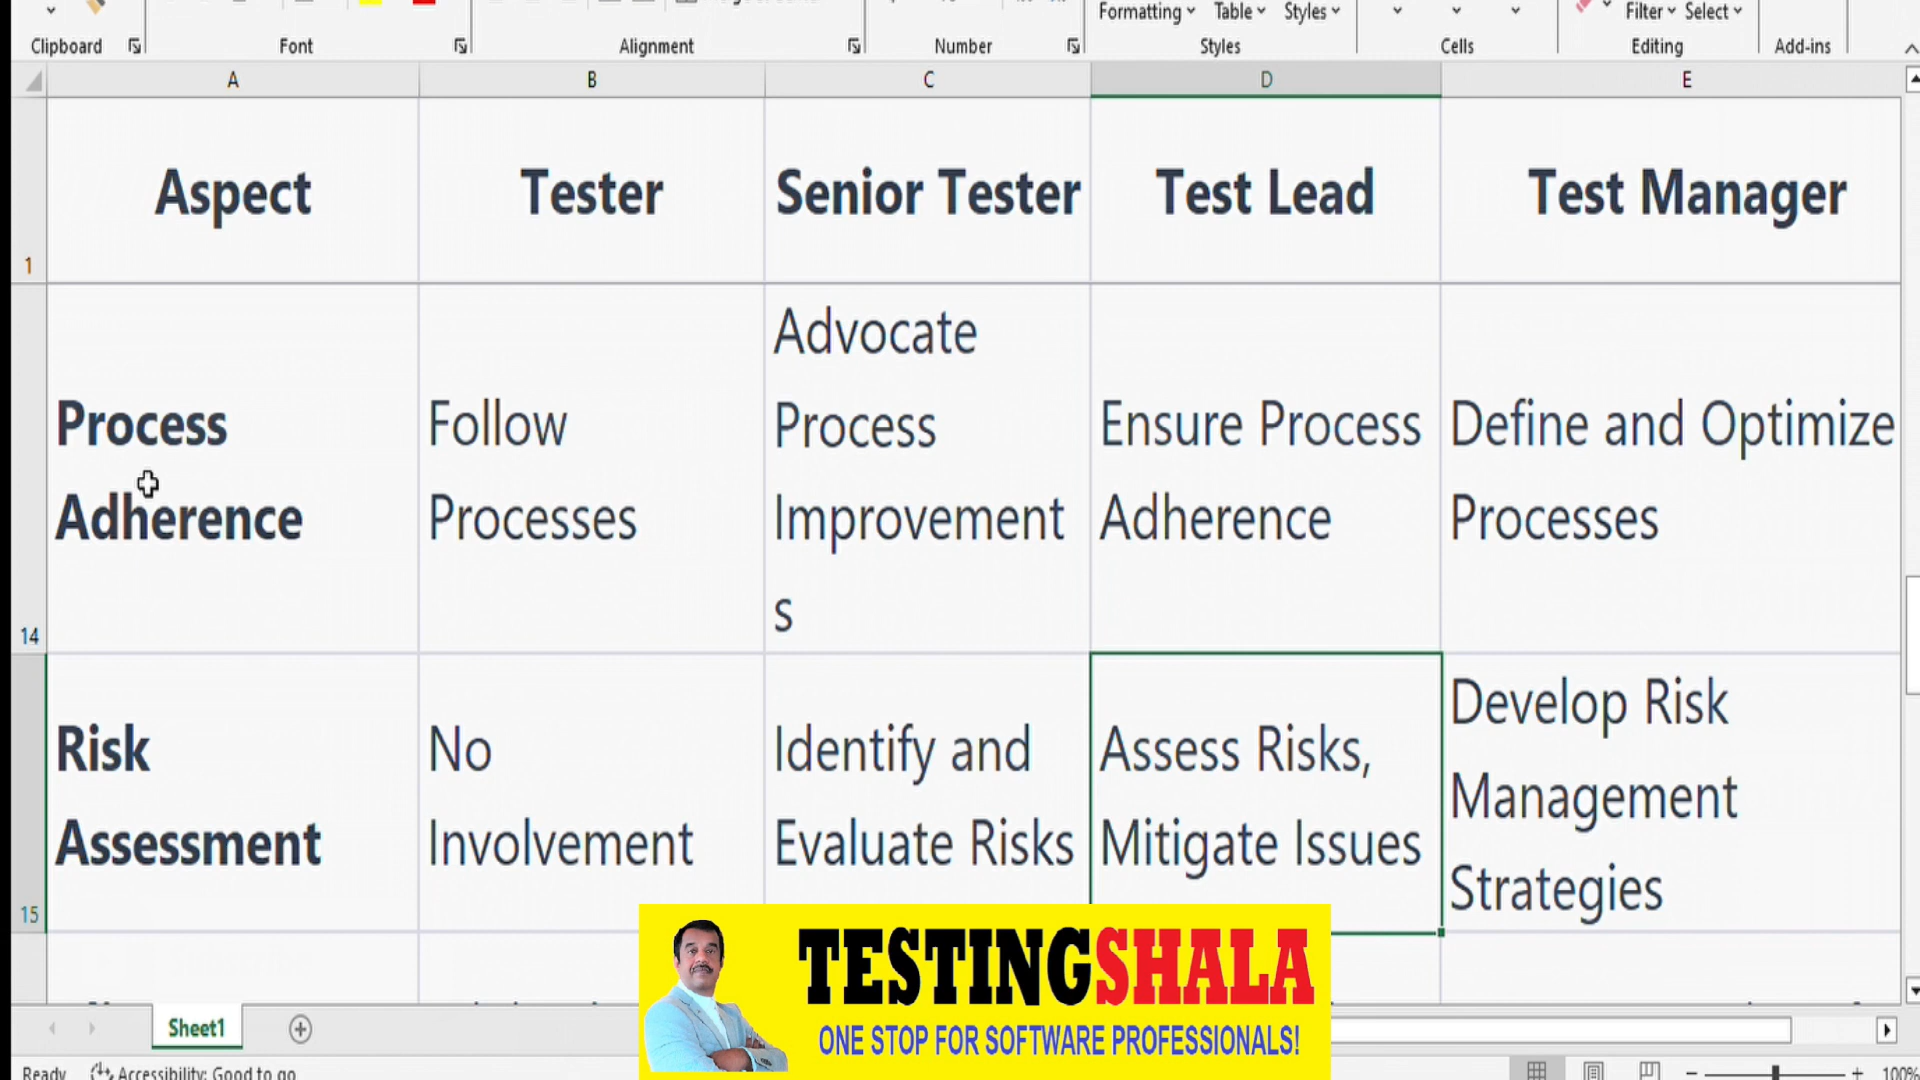 Formatting Table Styles Filter Select
Clipboard Font Alignment Number Styles Cells Editing Add-ins
A B C D E
Aspect Tester Senior Tester Test Lead Test Manager
1
Process
Adherence
Follow
Processes
Advocate
Process
Improvement
s
Ensure Process
Adherence
Define and Optimize
Processes
14
Risk
Assessment
No
Involvement
Identify and
Evaluate Risks
Assess Risks,
Mitigate Issues
Develop Risk
Management
Strategies
15
TESTINGSHALA
ONE STOP FOR SOFTWARE PROFESSIONALS!
Sheet1
Ready Accessibility: Good to go
100%